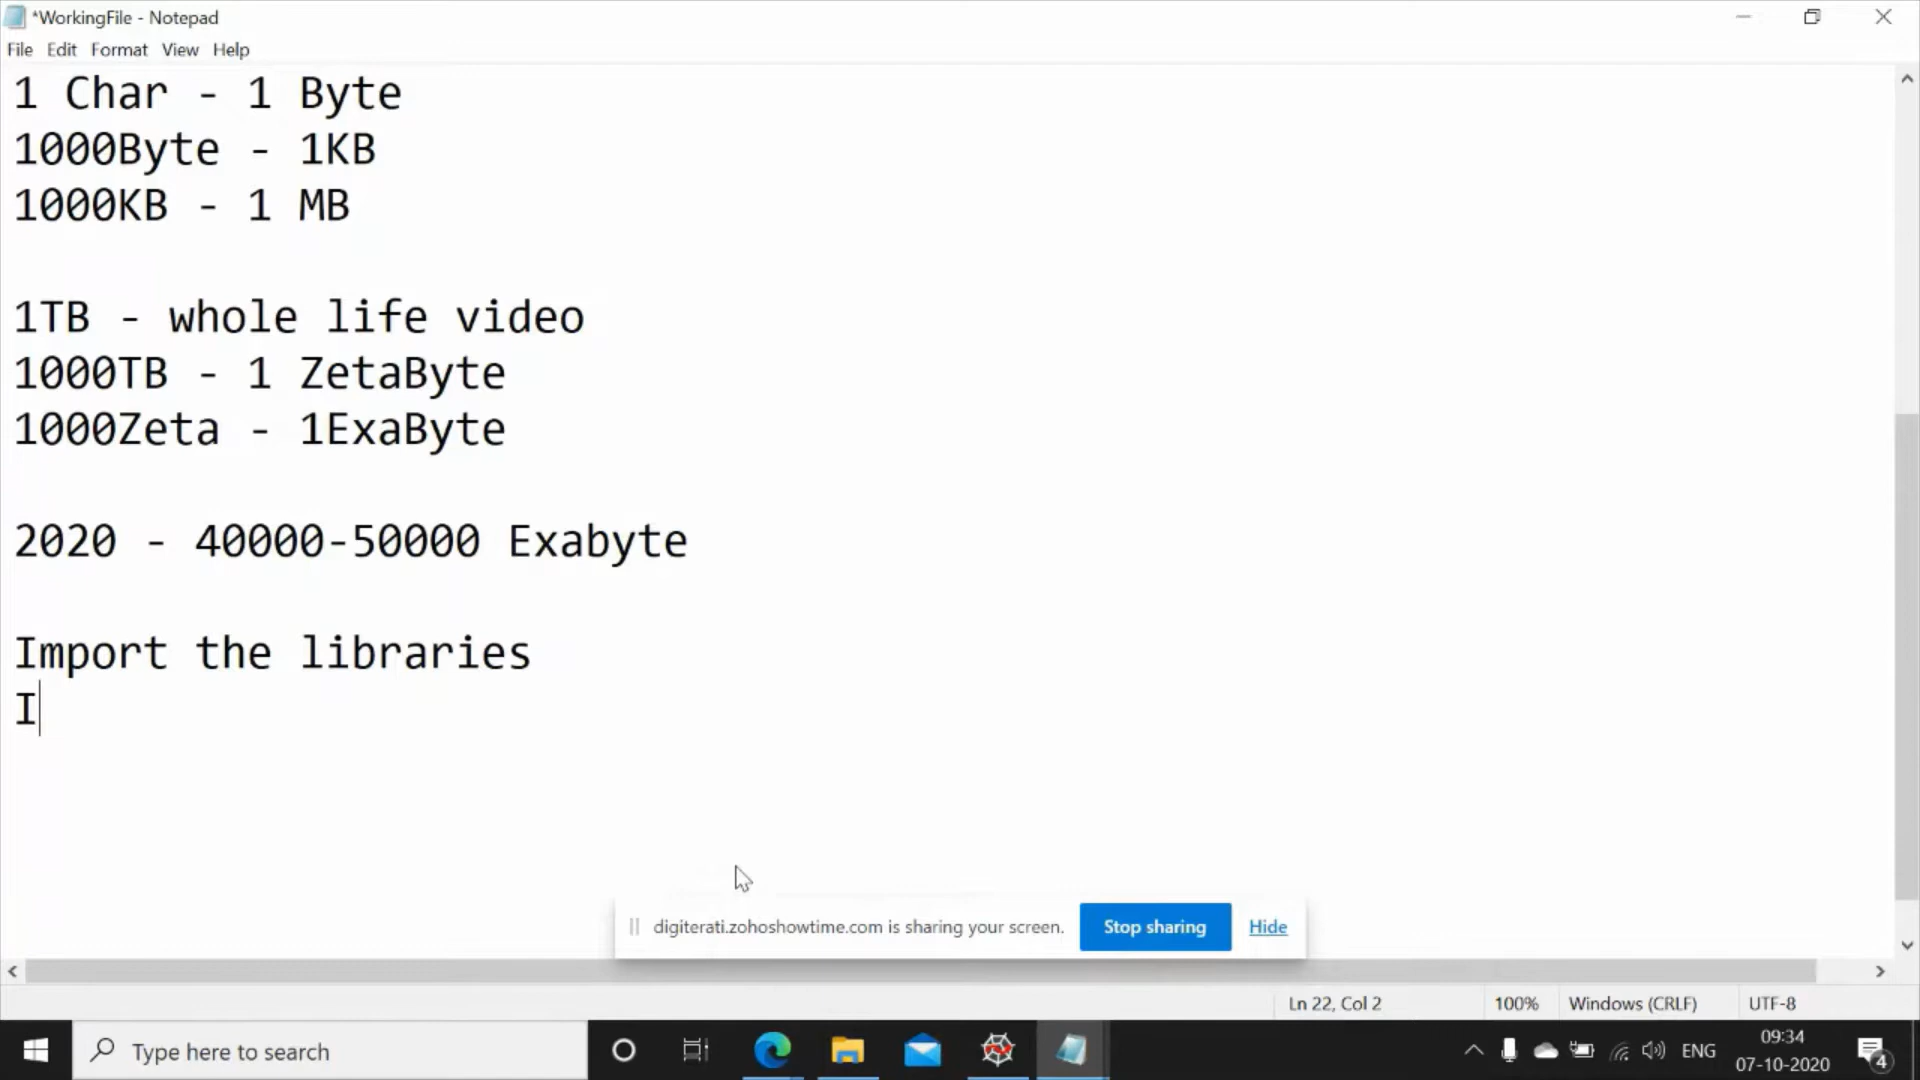 *WorkingFile - Notepad
File Edit Format View Help
1 Char - 1 Byte
1000Byte - 1KB
1000KB - 1 MB
1TB - whole life video
1000TB - 1 ZetaByte
1000Zeta - 1ExaByte
2020 - 40000-50000 Exabyte
Import the libraries
I
digiterati.zohoshowtime.com is sharing your screen. Stop sharing Hide
Ln 22, Col 2 100% Windows (CRLF) UTF-8
Type here to search
ENG
09:34
07-10-2020
4